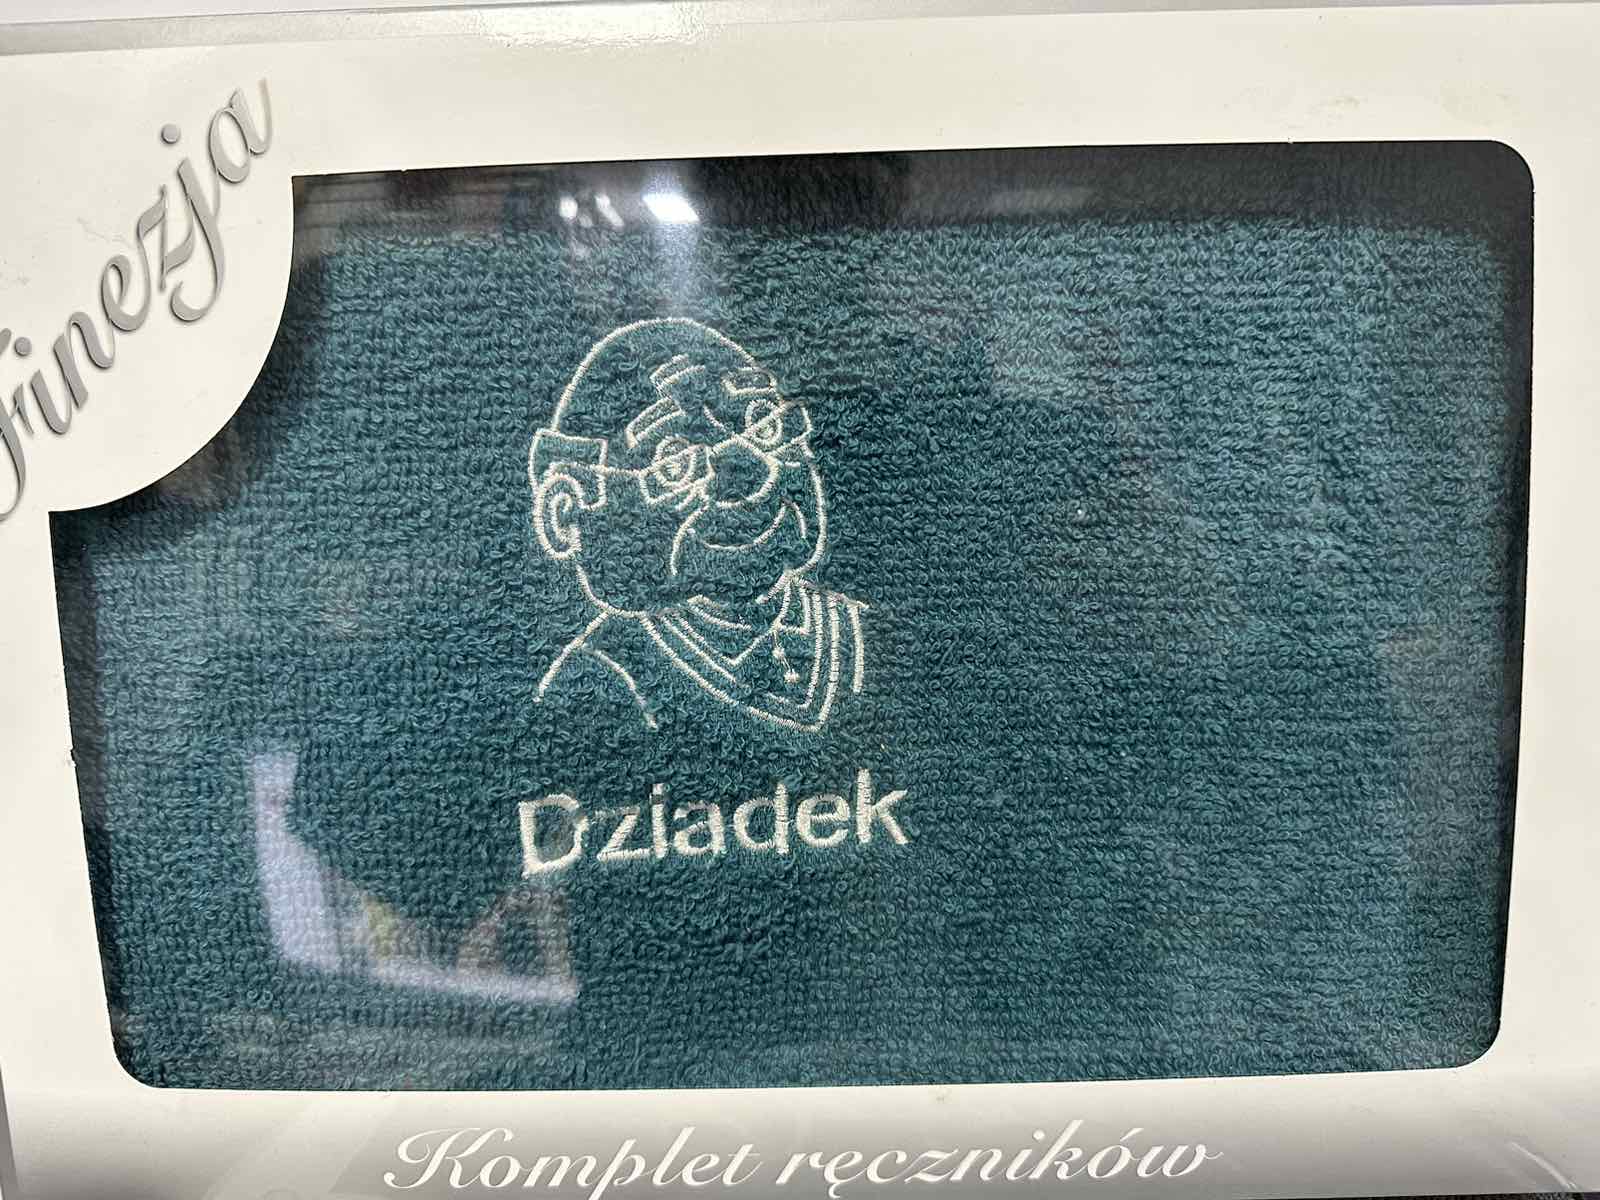 Finezja
Dziadek
Komplet ręczników